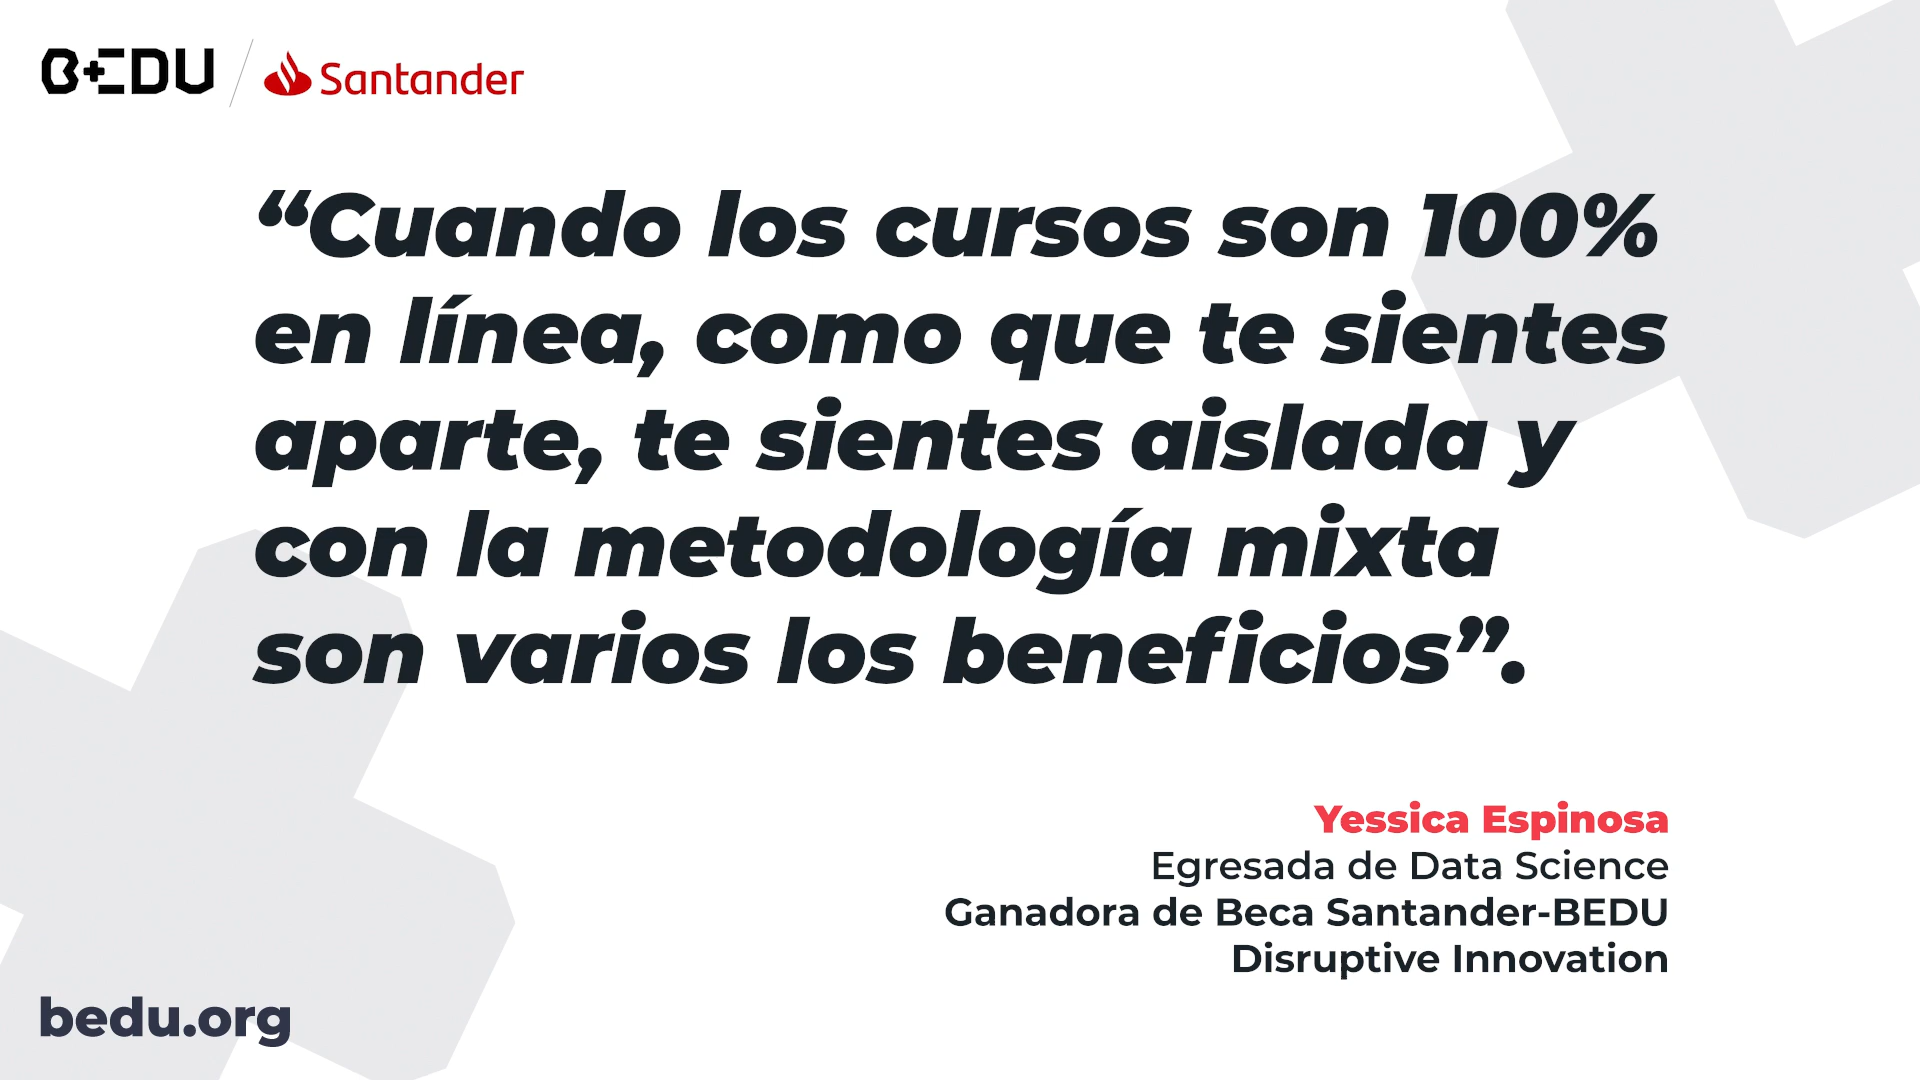 BEDU / Santander
“Cuando los cursos son 100%
en línea, como que te sientes
aparte, te sientes aislada y
con la metodología mixta
son varios los beneficios”.
Yessica Espinosa
Egresada de Data Science
Ganadora de Beca Santander-BEDU
Disruptive Innovation
bedu.org